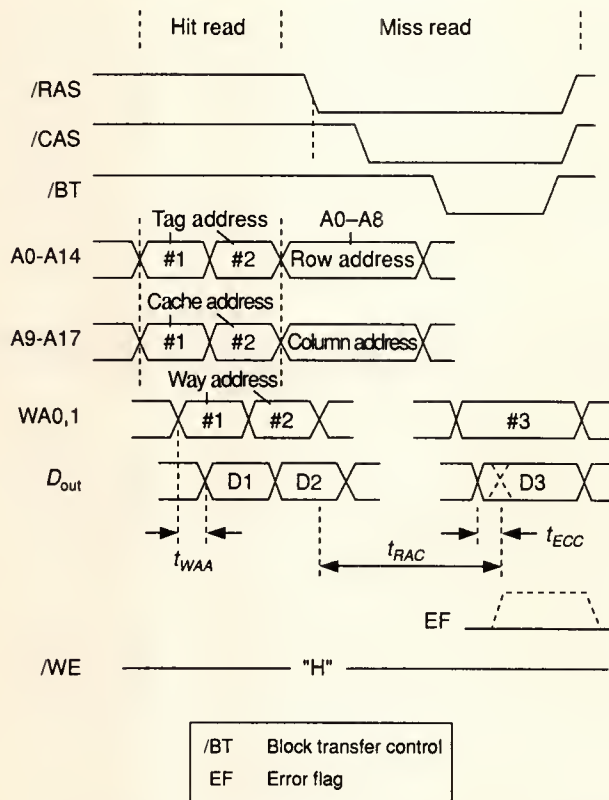 Hit read Miss read
/RAS
/CAS
/BT
Tag address A0–A8
A0-A14 #1 #2 Row address
Cache address
A9-A17 #1 #2 Column address
Way address
WA0,1 #1 #2 #3
Dout D1 D2 D3
tWAA tRAC tECC
EF
/WE "H"
/BT Block transfer control
EF Error flag